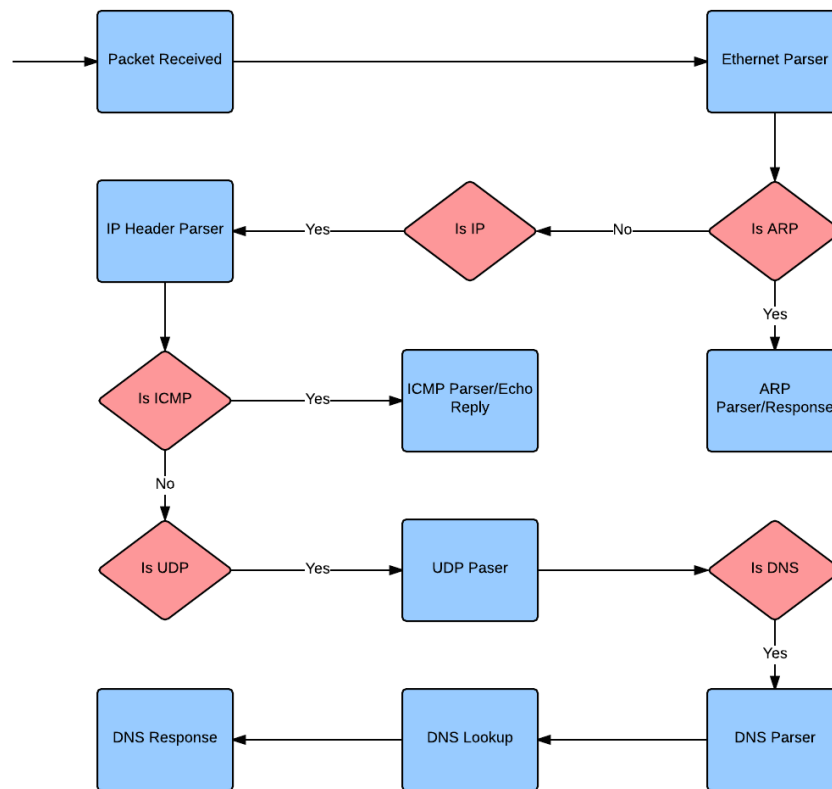 Packet Received
Ethernet Parser
IP Header Parser
Yes
Is IP
No
Is ARP
Yes
Is ICMP
Yes
ICMP Parser/Echo
Reply
ARP
Parser/Response
No
Is UDP
Yes
UDP Paser
Is DNS
Yes
DNS Response
DNS Lookup
DNS Parser